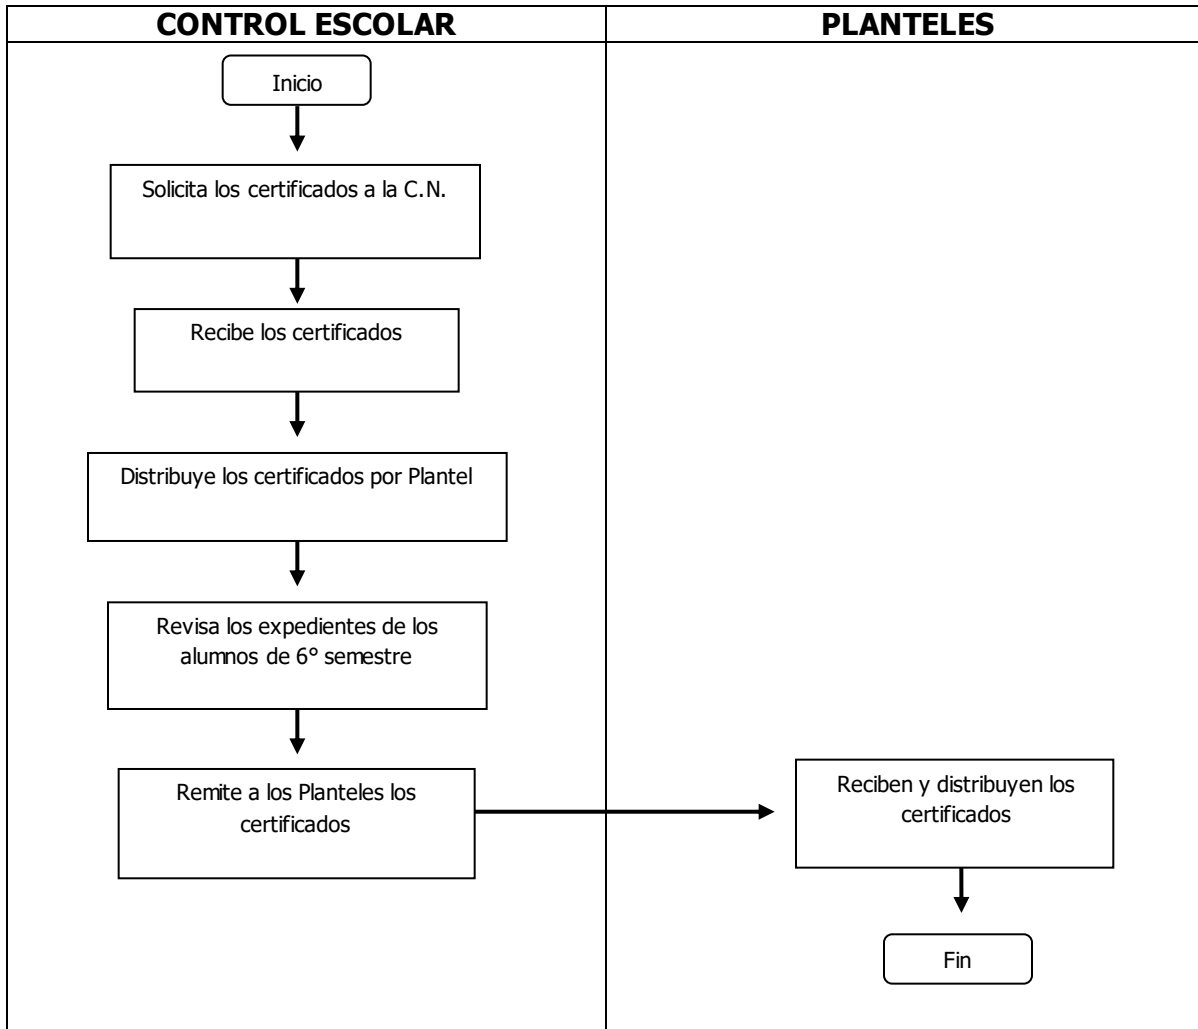 CONTROL ESCOLAR
PLANTELES
Inicio
Solicita los certificados a la C.N.
Recibe los certificados
Distribuye los certificados por Plantel
Revisa los expedientes de los
alumnos de 6° semestre
Remite a los Planteles los
certificados
Reciben y distribuyen los
certificados
Fin